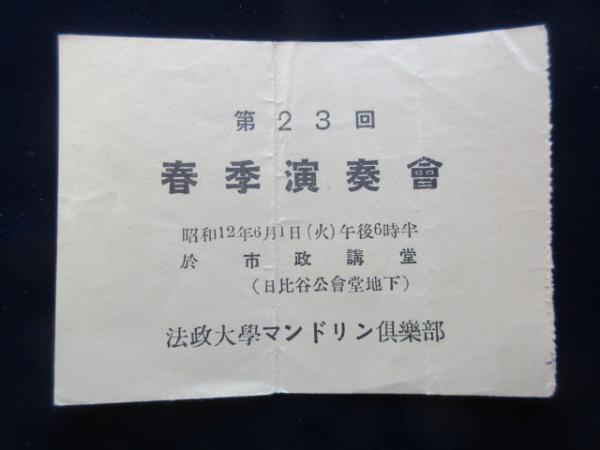 第23回
春季演奏會
昭和12年6月1日(火)午後6時半
於市政講堂
(日比谷公會堂地下)
法政大學マンドリン俱樂部